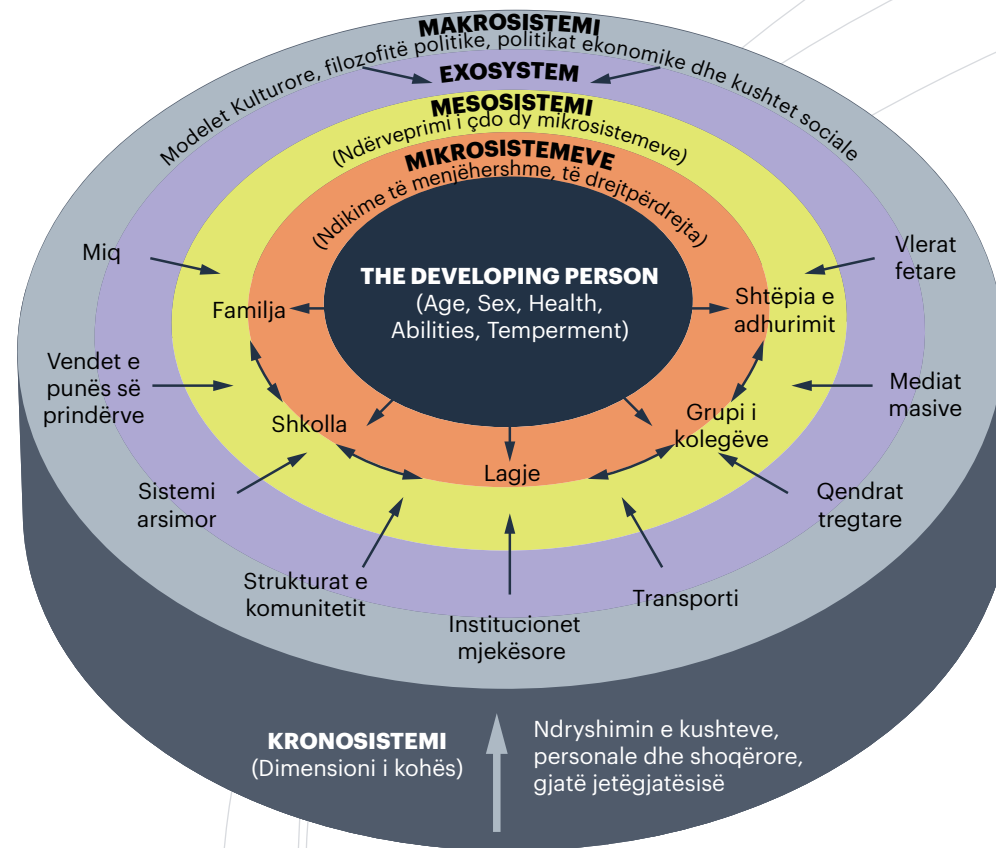 MAKROSISTEMI
Modelet Kulturore, filozofitë politike, politikat ekonomike dhe kushtet sociale
EXOSYSTEM
MESOSISTEMI
(Ndërveprimi i çdo dy mikrosistemeve)
MIKROSISTEMEVE
(Ndikime të menjëhershme, të drejtpërdrejta)
THE DEVELOPING PERSON
(Age, Sex, Health,
Abilities, Temperment)
Miq
Vlerat
fetare
Familja
Shtëpia e
adhurimit
Vendet e
punës së
prindërve
Mediat
masive
Shkolla
Grupi i
kolegëve
Lagje
Sistemi
arsimor
Qendrat
tregtare
Strukturat e
komunitetit
Institucionet
mjekësore
Transporti
KRONOSISTEMI
(Dimensioni i kohës)
Ndryshimin e kushteve,
personale dhe shoqërore,
gjatë jetëgjatësisë